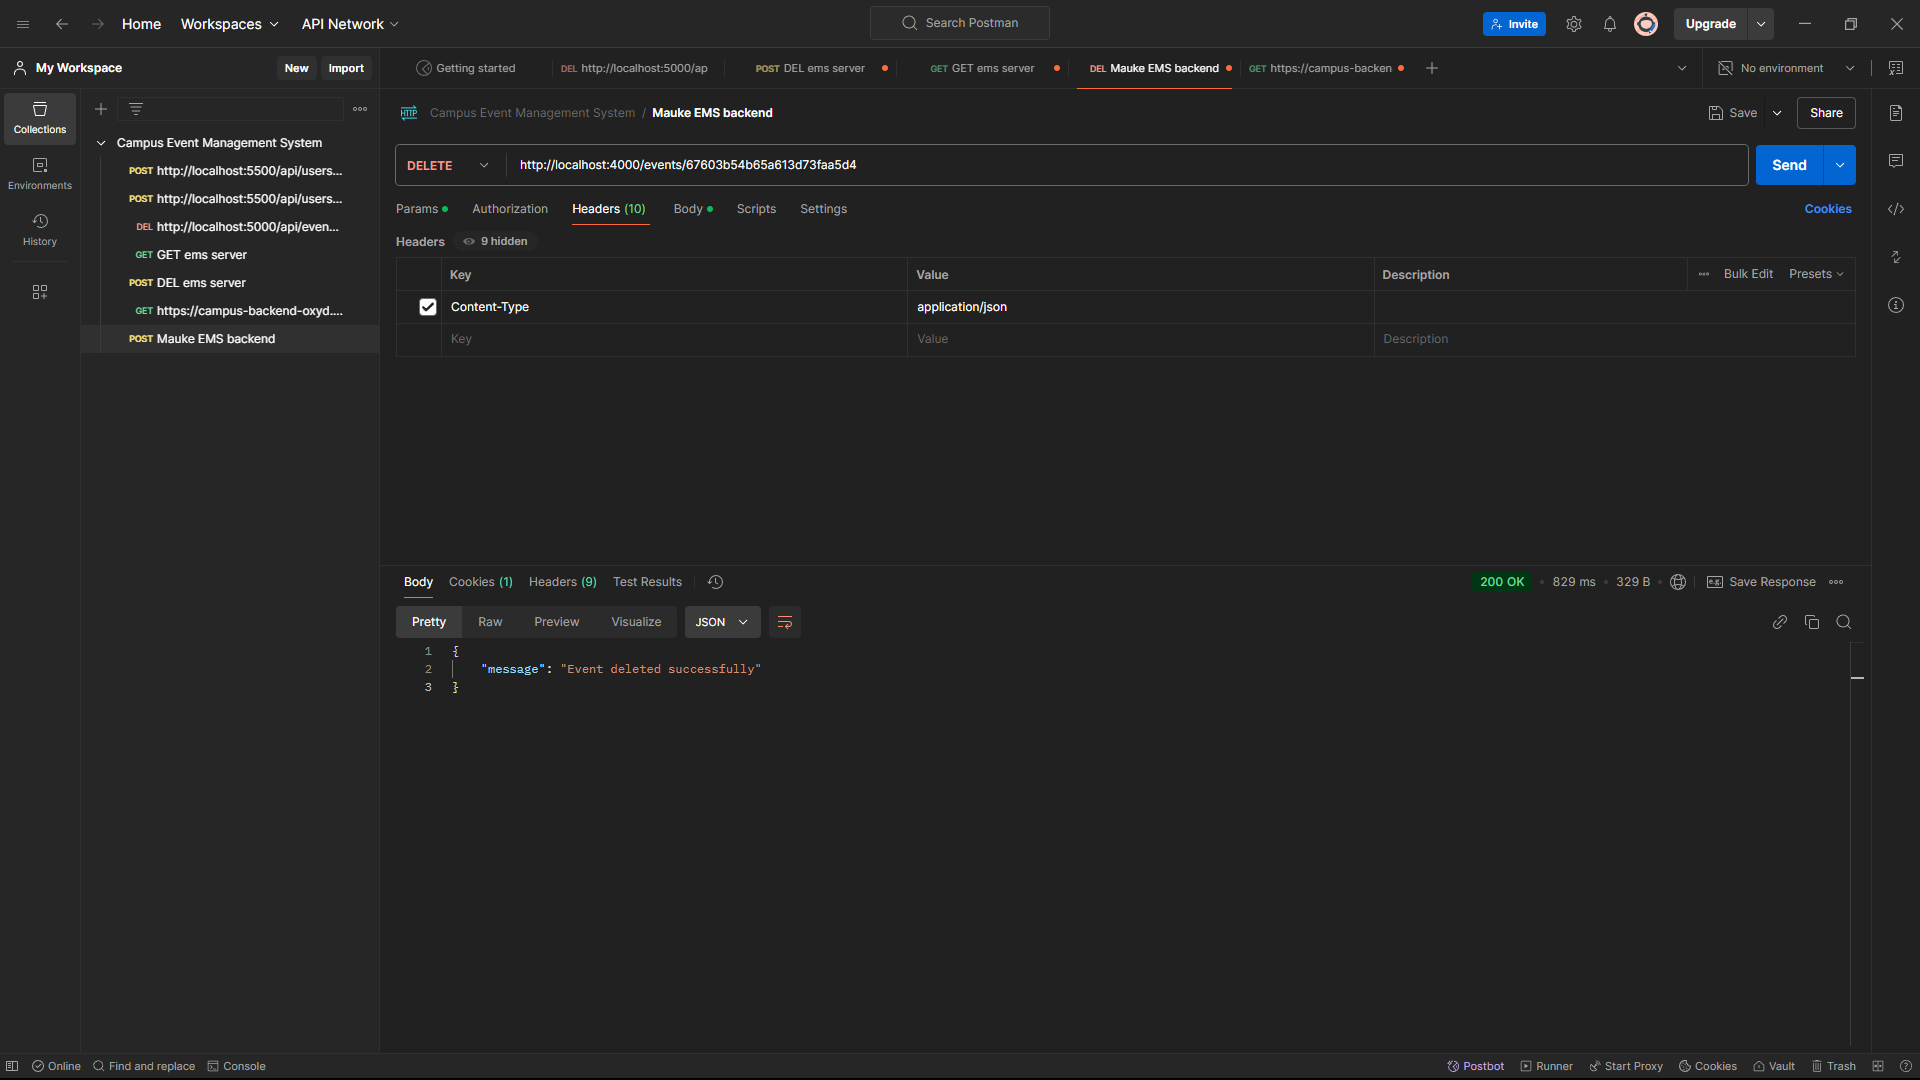 Home Workspaces API Network Search Postman Invite Upgrade
My Workspace New Import Getting started DEL http://localhost:5000/ap POST DEL ems server GET GET ems server DEL Mauke EMS backend GET https://campus-backen No environment
Collections
Environments
History
Campus Event Management System
POST http://localhost:5500/api/users...
POST http://localhost:5500/api/users...
DEL http://localhost:5000/api/even...
GET GET ems server
POST DEL ems server
GET https://campus-backend-oxyd....
POST Mauke EMS backend
HTTP Campus Event Management System / Mauke EMS backend Save Share
DELETE http://localhost:4000/events/67603b54b65a613d73faa5d4 Send
Params Authorization Headers (10) Body Scripts Settings Cookies
Headers 9 hidden
Key Value Description Bulk Edit Presets
Content-Type application/json
Key Value Description
Body Cookies (1) Headers (9) Test Results 200 OK 829 ms 329 B e.g. Save Response
Pretty Raw Preview Visualize JSON
1 {
2 "message": "Event deleted successfully"
3 }
Online Find and replace Console Postbot Runner Start Proxy Cookies Vault Trash